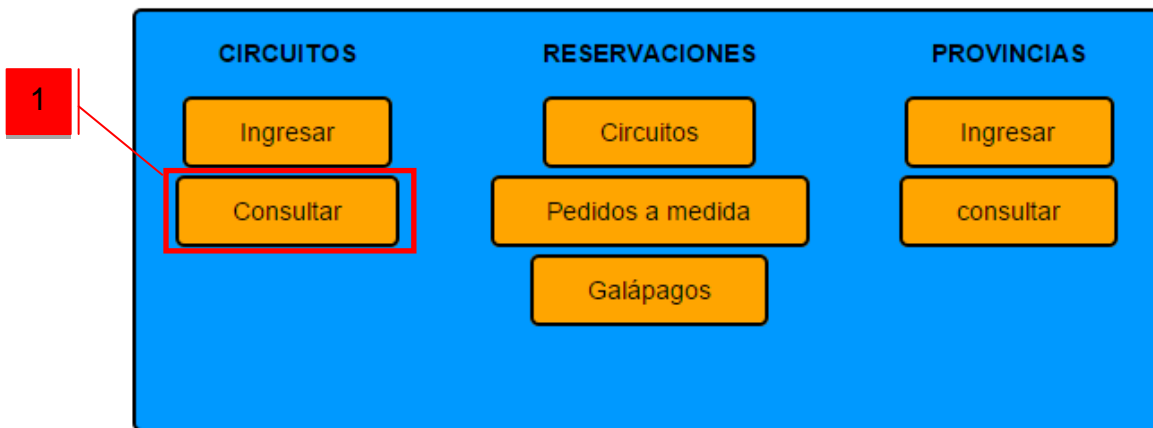 CIRCUITOS RESERVACIONES PROVINCIAS
1
Ingresar Circuitos Ingresar
Consultar Pedidos a medida consultar
Galápagos